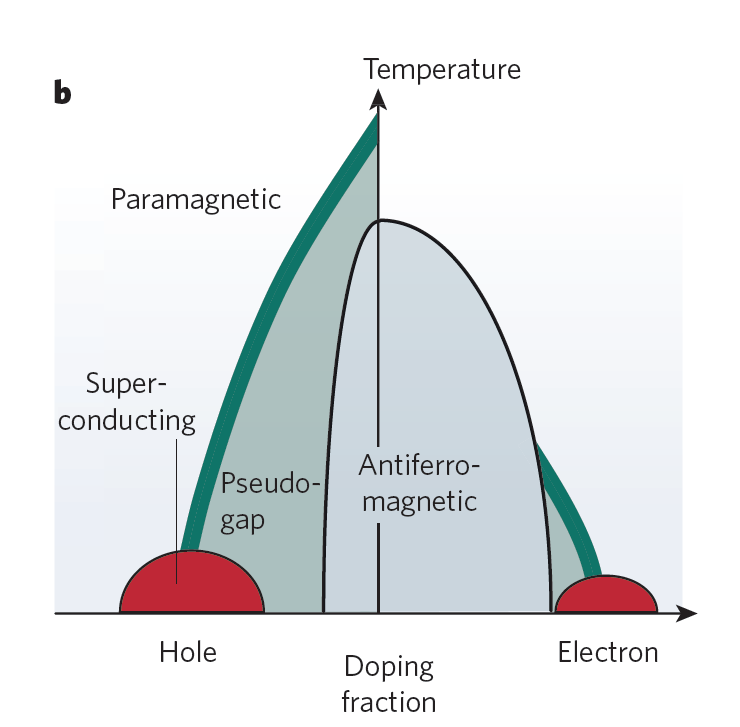 b
Temperature
Paramagnetic
Super-
conducting
Pseudo-
gap
Antiferro-
magnetic
Hole
Doping
fraction
Electron